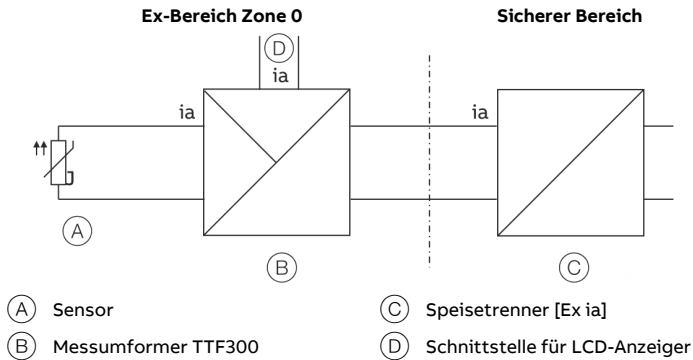 Ex-Bereich Zone 0 Sicherer Bereich
D
ia
ia ia
A
B C
A Sensor C Speisetrenner [Ex ia]
B Messumformer TTF300 D Schnittstelle für LCD-Anzeiger